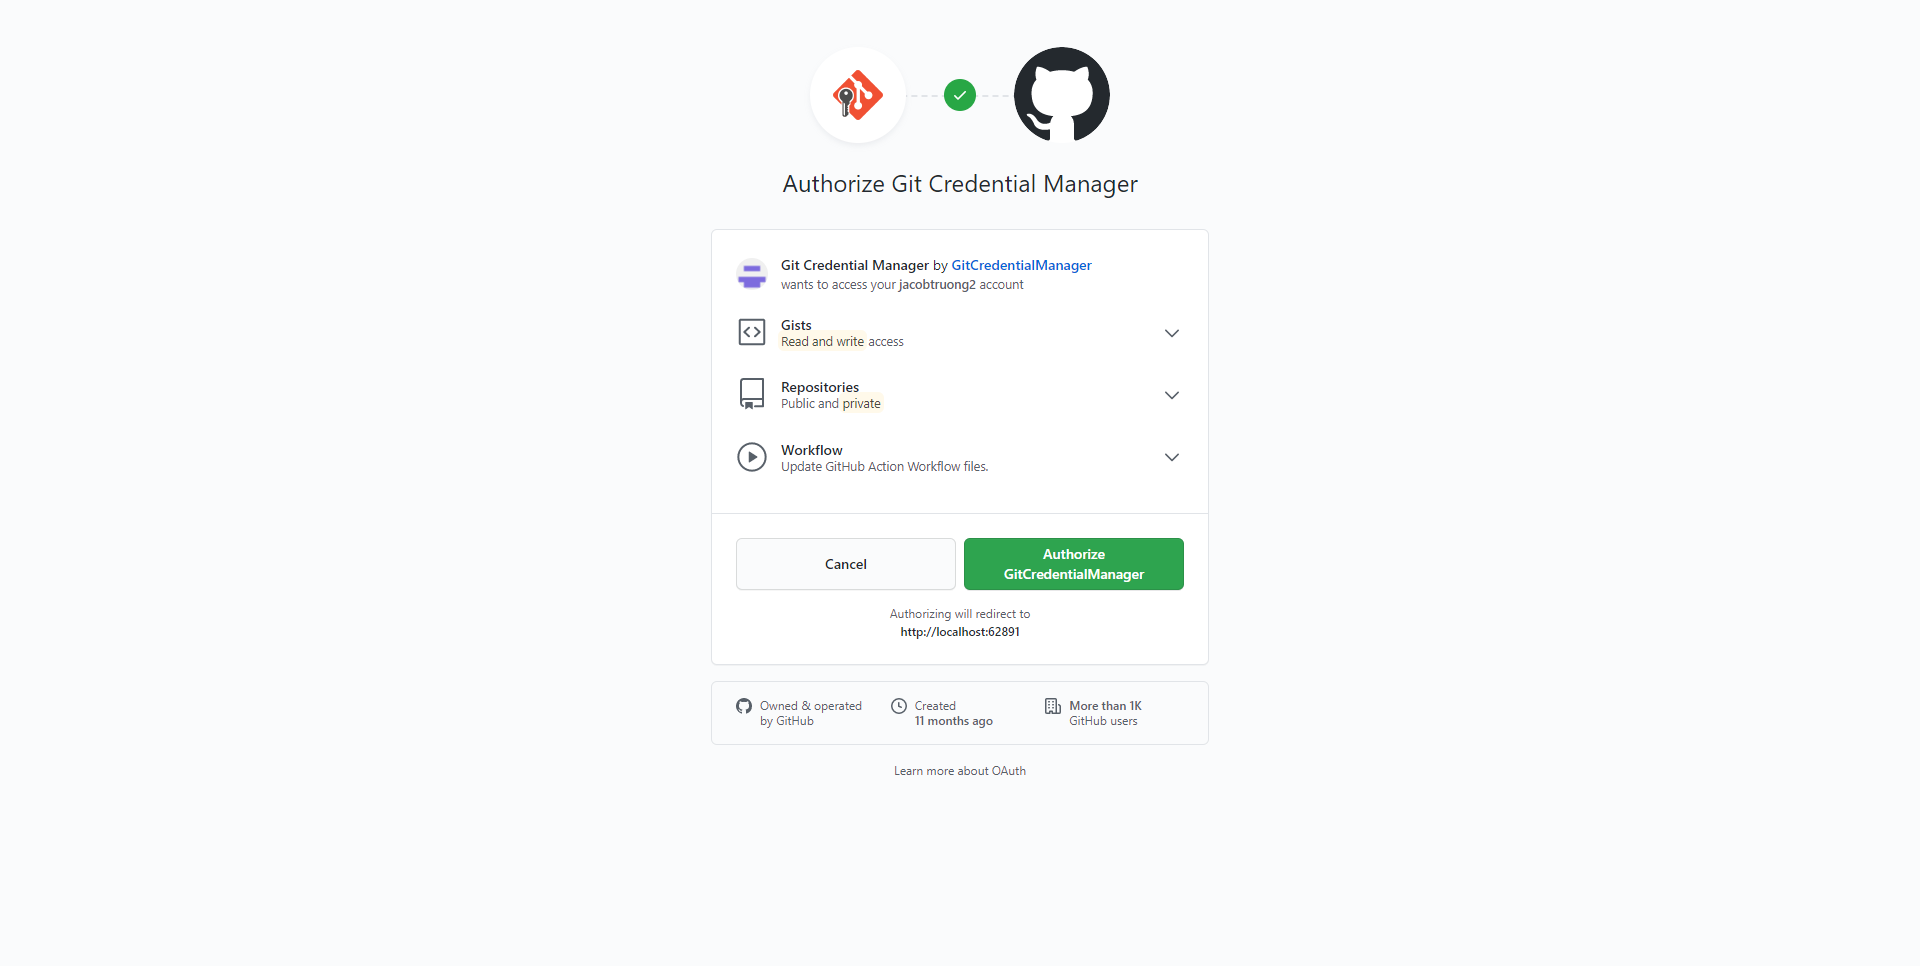 Authorize Git Credential Manager
Git Credential Manager by GitCredentialManager
wants to access your jacobtruong2 account
Gists
Read and write access
Repositories
Public and private
Workflow
Update GitHub Action Workflow files.
Cancel
Authorize
GitCredentialManager
Authorizing will redirect to
http://localhost:62891
Owned & operated
by GitHub
Created
11 months ago
More than 1K
GitHub users
Learn more about OAuth